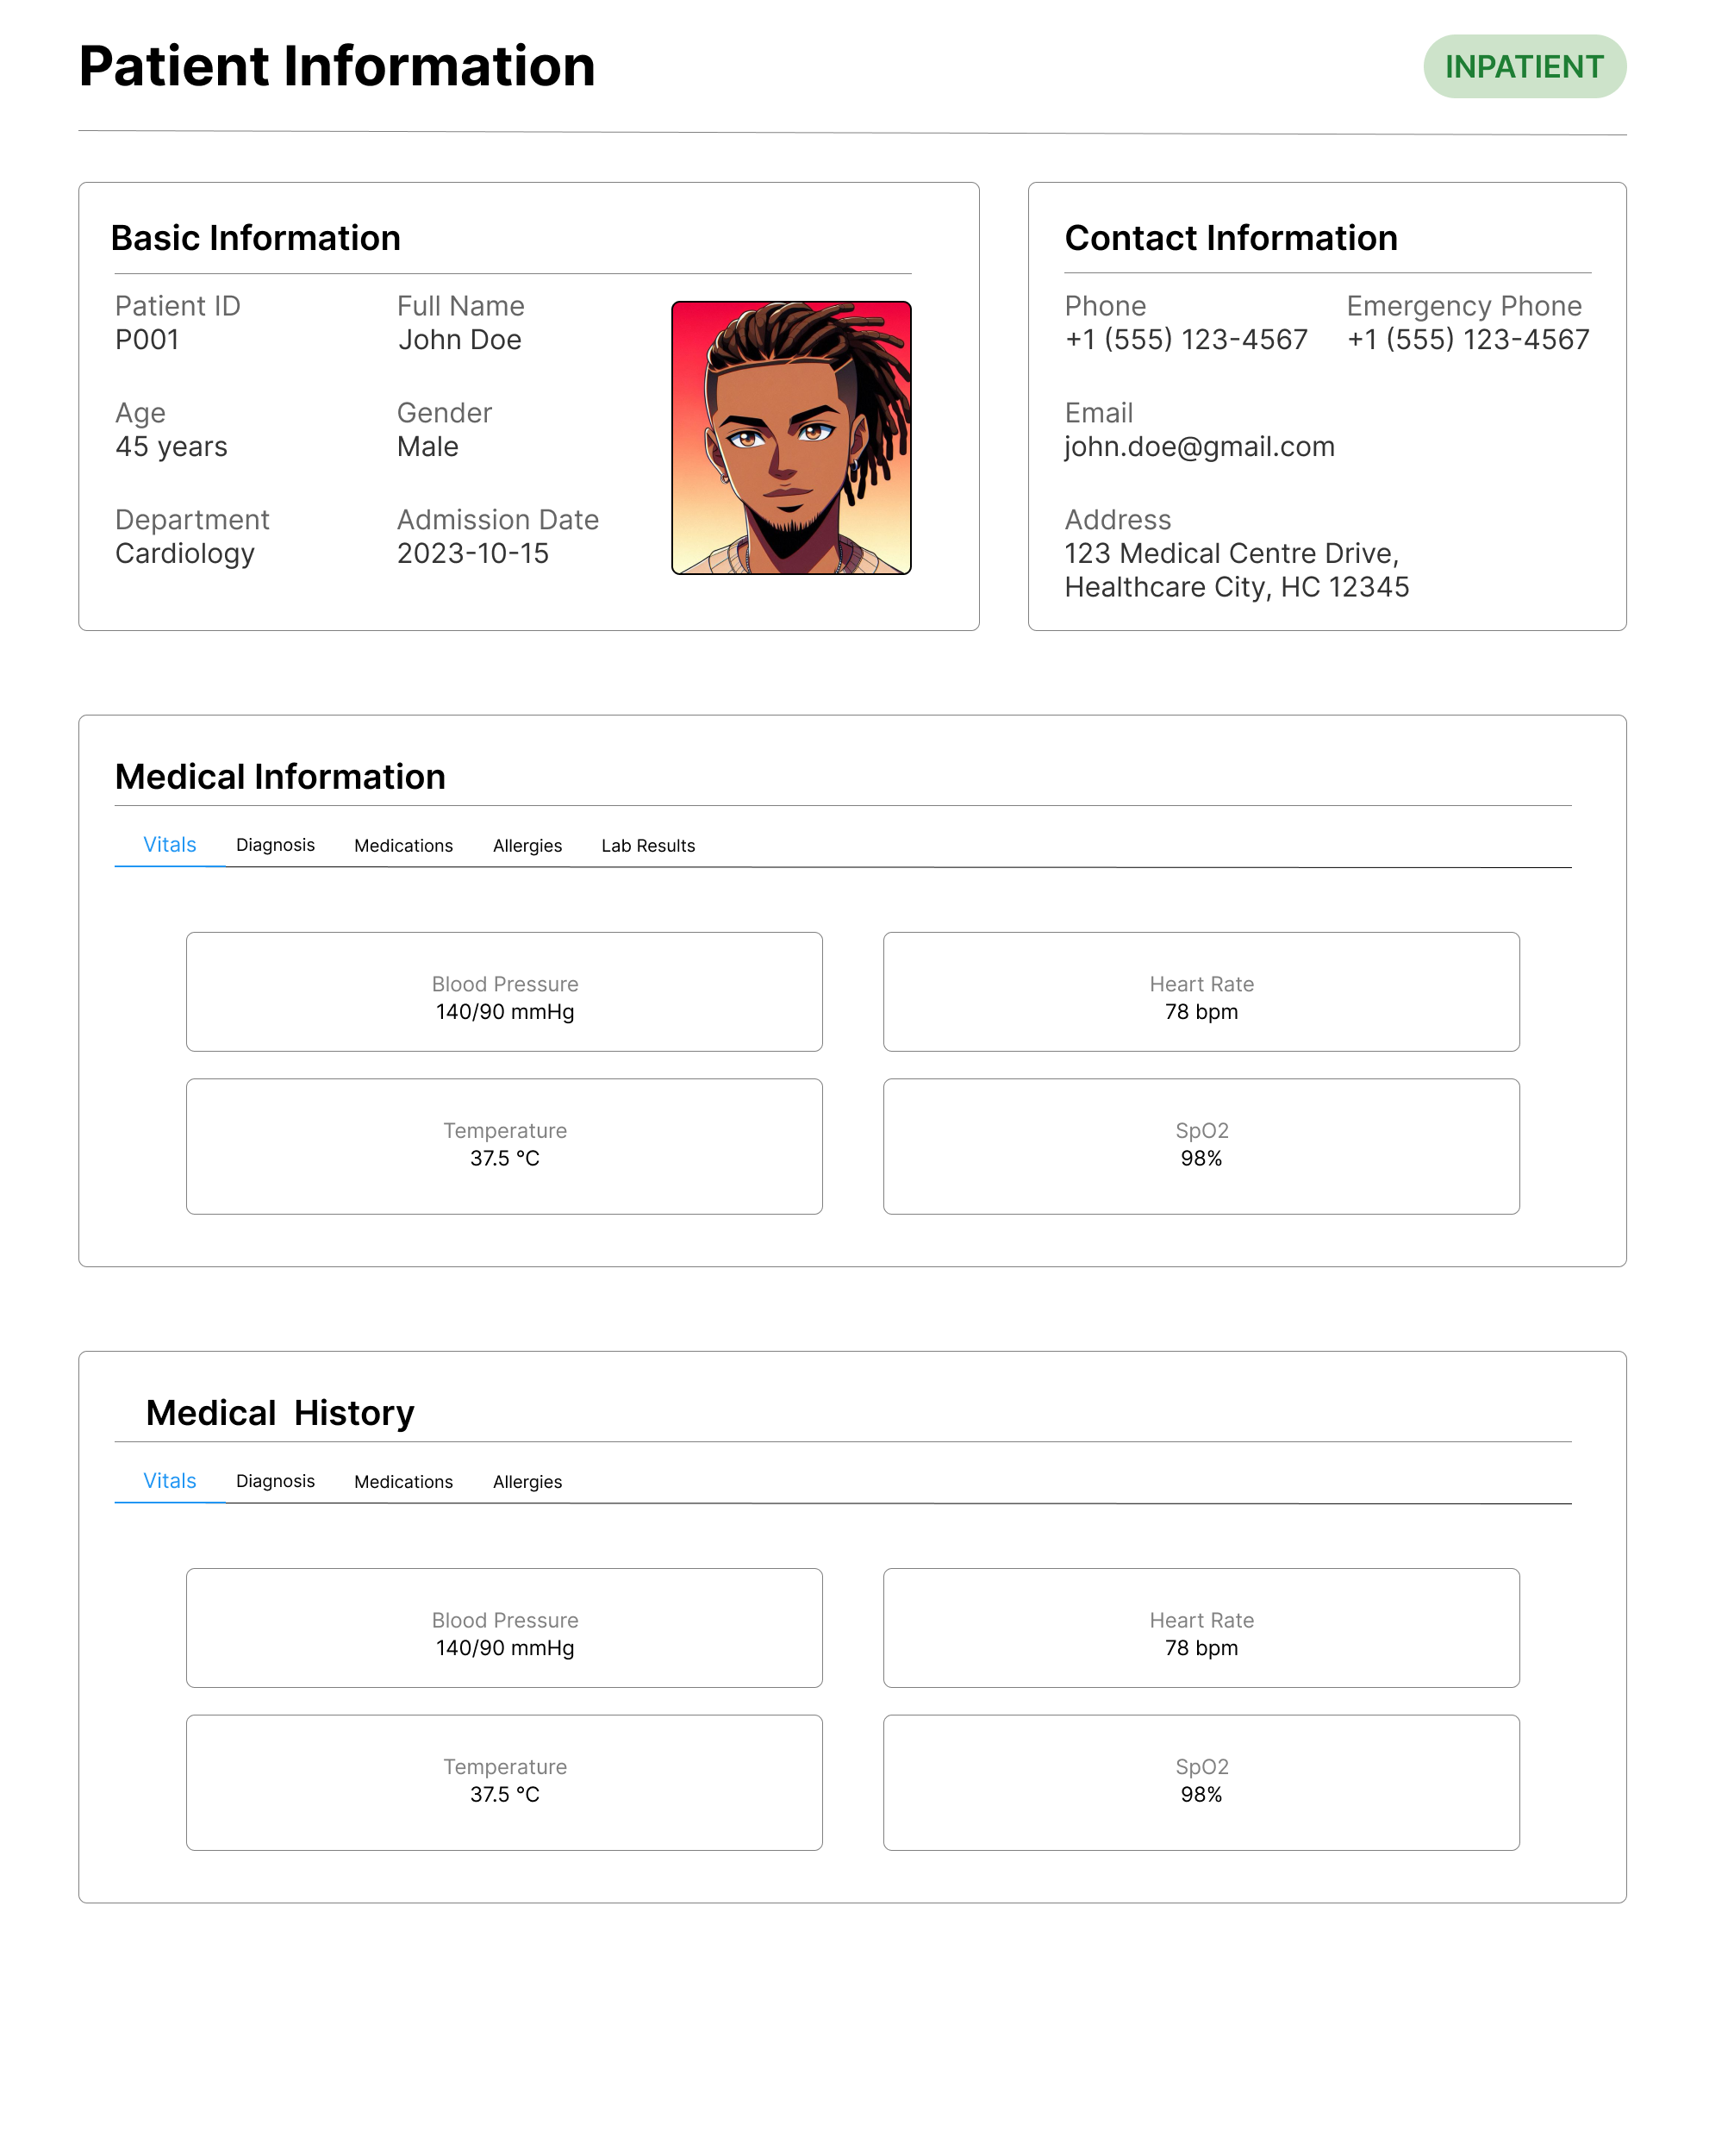 Patient Information
INPATIENT
Basic Information
Patient ID
P001
Full Name
John Doe
Age
45 years
Gender
Male
Department
Cardiology
Admission Date
2023-10-15
Contact Information
Phone
+1 (555) 123-4567
Emergency Phone
+1 (555) 123-4567
Email
john.doe@gmail.com
Address
123 Medical Centre Drive,
Healthcare City, HC 12345
Medical Information
Vitals Diagnosis Medications Allergies Lab Results
Blood Pressure
140/90 mmHg
Heart Rate
78 bpm
Temperature
37.5 °C
SpO2
98%
Medical  History
Vitals Diagnosis Medications Allergies
Blood Pressure
140/90 mmHg
Heart Rate
78 bpm
Temperature
37.5 °C
SpO2
98%